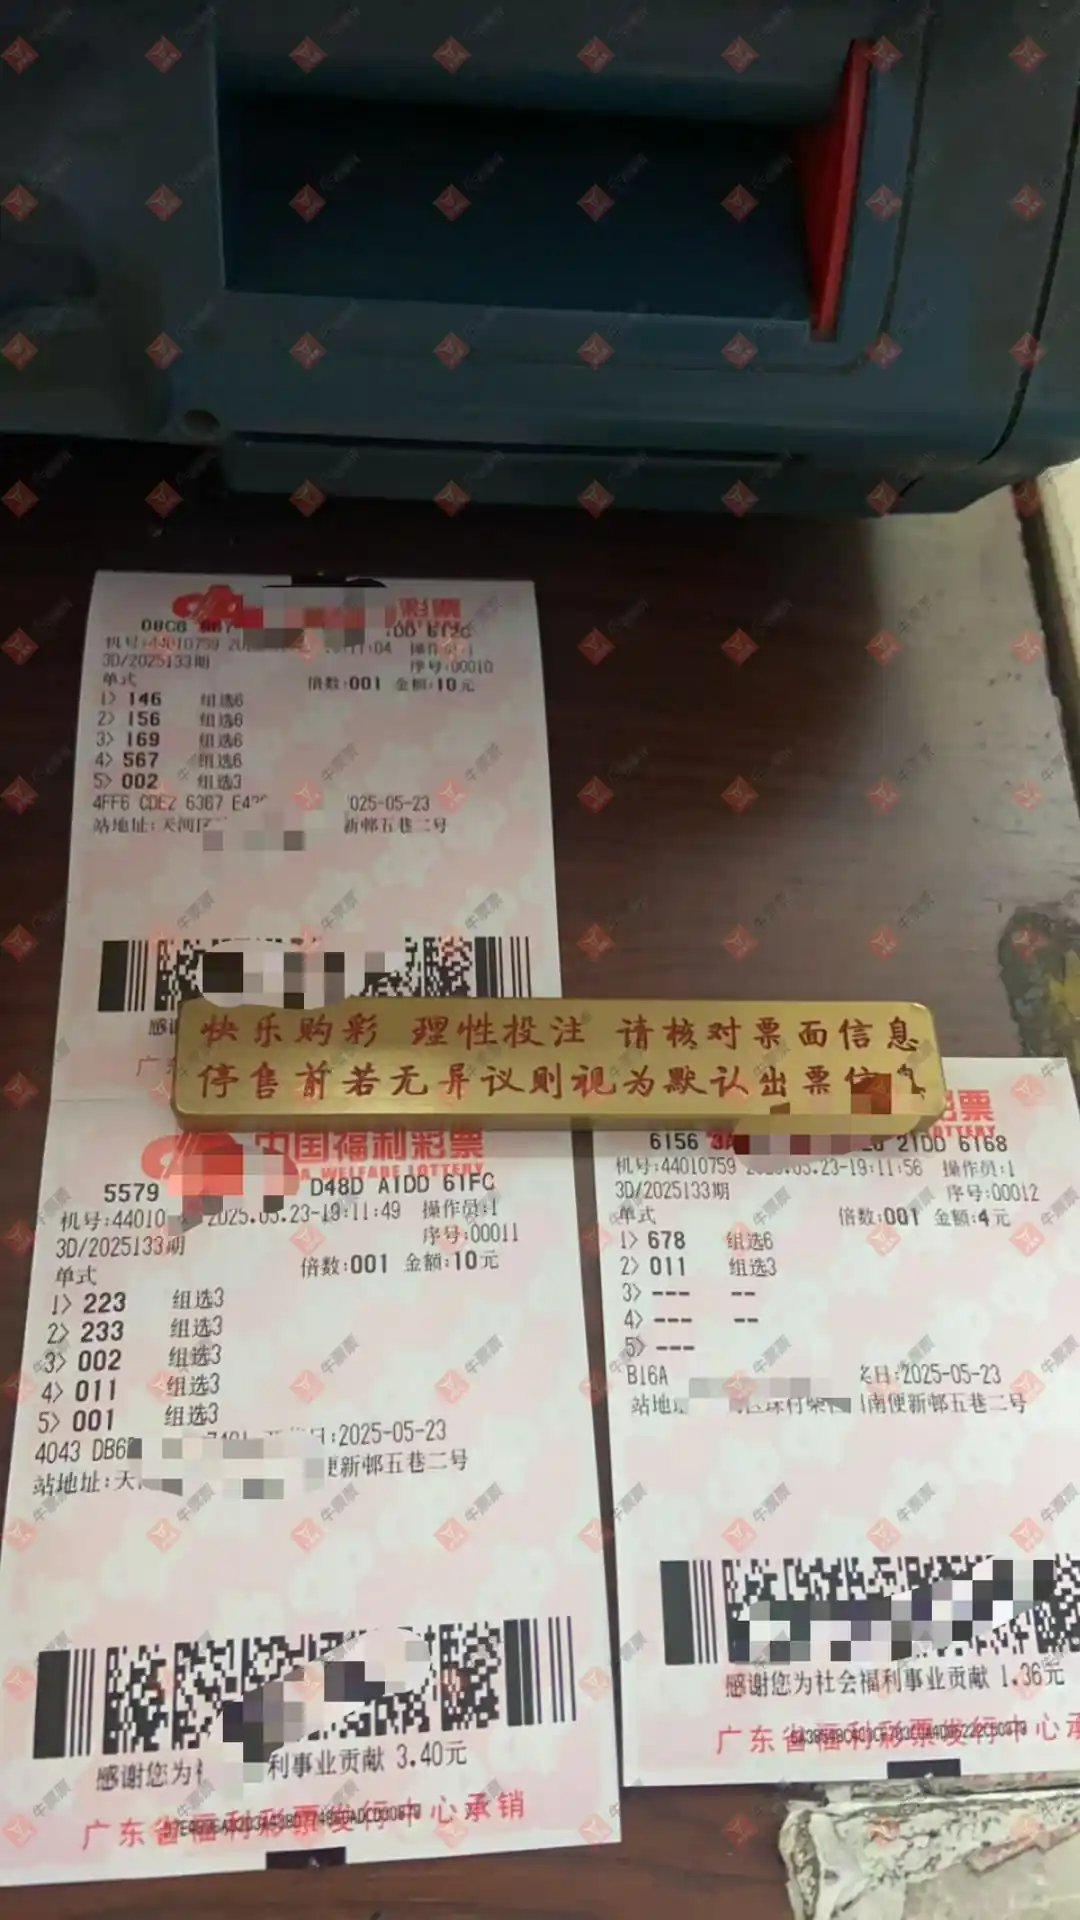 彩票
机号:44010759
操作员:1
3D/2025133期
序号:00010
单式
倍数:001 金额:10元
1> 146 组选6
2> 156 组选6
3> 169 组选6
4> 567 组选6
5> 002 组选3
4FF6 CDE2 6367
025-05-23
站地址:天河区
新邨五巷二号
快乐购彩 理性投注 请核对票面信息
停售前若无异议则视为默认出票
中国福利彩票
WELFARE LOTTERY
5579
D48D A1DD 61FC
机号:44010
2025.05.23-19:11:49 操作员:1
3D/2025133期
序号:00011
单式
倍数:001 金额:10元
1> 223 组选3
2> 233 组选3
3> 002 组选3
4> 011 组选3
5> 001 组选3
4043
日:2025-05-23
站地址:天
便新邨五巷二号
感谢您为
利事业贡献 3.40元
广东省福利彩票发行中心承销
彩票
LOTTERY
6156
21DD 6168
机号:44010759
23-19:11:56 操作员:1
3D/2025133期
序号:00012
单式
倍数:001 金额:4元
1> 678 组选6
2> 011 组选3
3> --- --
4> --- --
5> ---
B16A
日:2025-05-23
站地
南便新邨五巷二号
感谢您为社会福利事业贡献 1.36元
广东省福利彩票发行中心承
牛票票